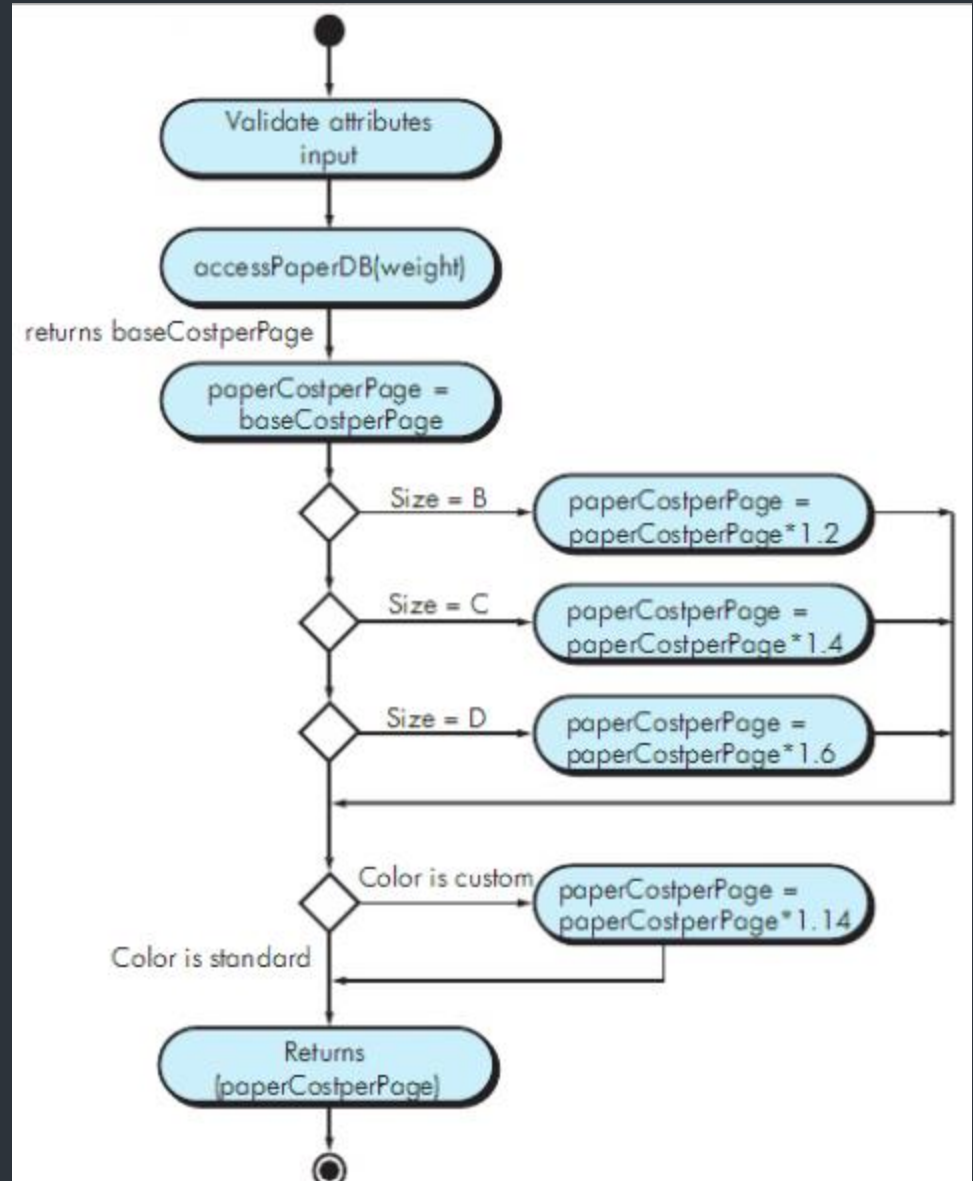 Validate attributes
input
accessPaperDB(weight)
returns baseCostperPage
paperCostperPage =
baseCostperPage
Size = B
paperCostperPage =
paperCostperPage*1.2
Size = C
paperCostperPage =
paperCostperPage*1.4
Size = D
paperCostperPage =
paperCostperPage*1.6
Color is custom
paperCostperPage =
paperCostperPage*1.14
Color is standard
Returns
(paperCostperPage)